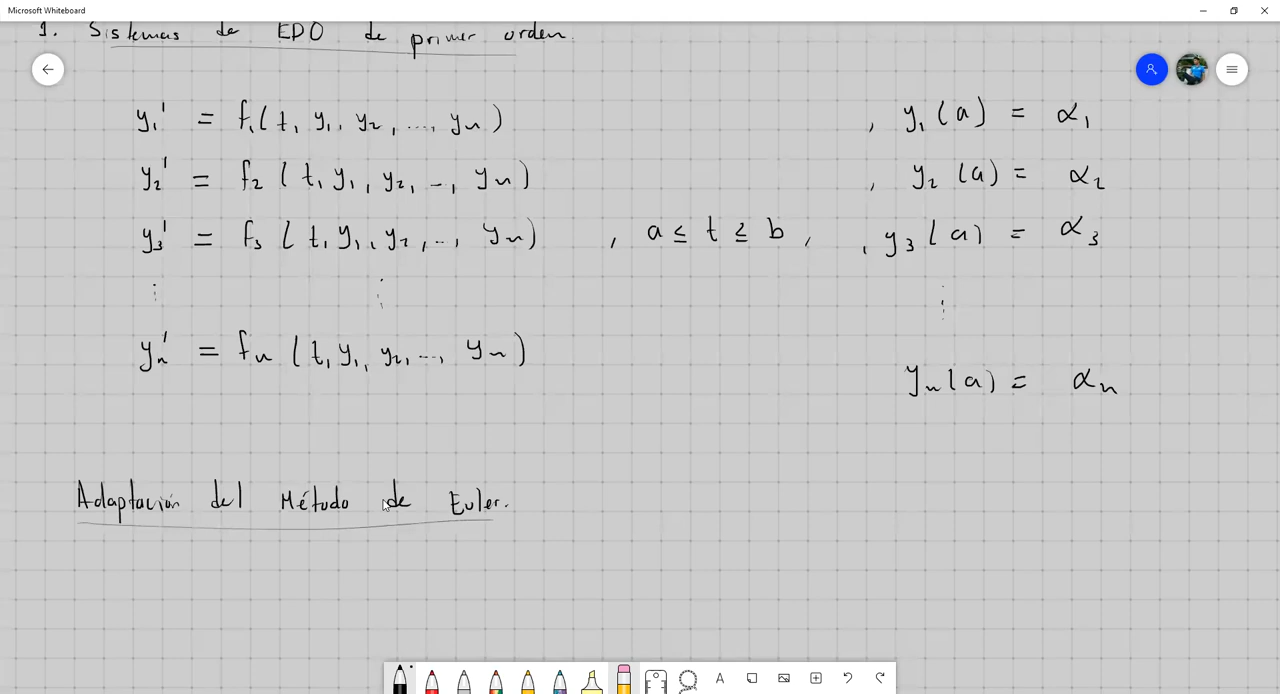 Microsoft Whiteboard
1. Sistemas de EDO de primer orden.
y₁' = f₁(t, y₁, y₂, ..., yₙ) , y₁(a) = α₁
y₂' = f₂(t, y₁, y₂, ..., yₙ) , y₂(a) = α₂
y₃' = f₃(t, y₁, y₂, ..., yₙ) , a ≤ t ≤ b, , y₃(a) = α₃
⋮ ⋮ ⋮
yₙ' = fₙ(t, y₁, y₂, ..., yₙ)
yₙ(a) = αₙ
Adaptación del Método de Euler.
A